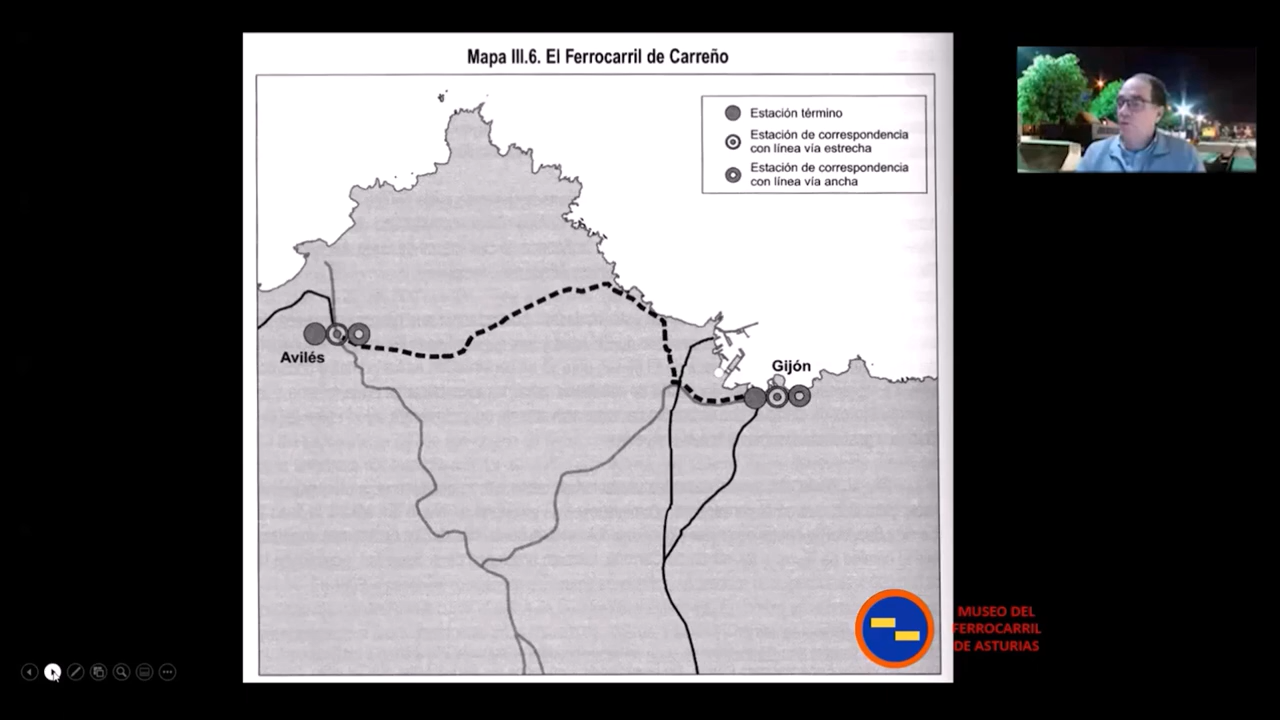 Mapa III.6. El Ferrocarril de Carreño
Estación término
Estación de correspondencia
con línea vía estrecha
Estación de correspondencia
con línea vía ancha
Avilés
Gijón
MUSEO DEL
FERROCARRIL
DE ASTURIAS